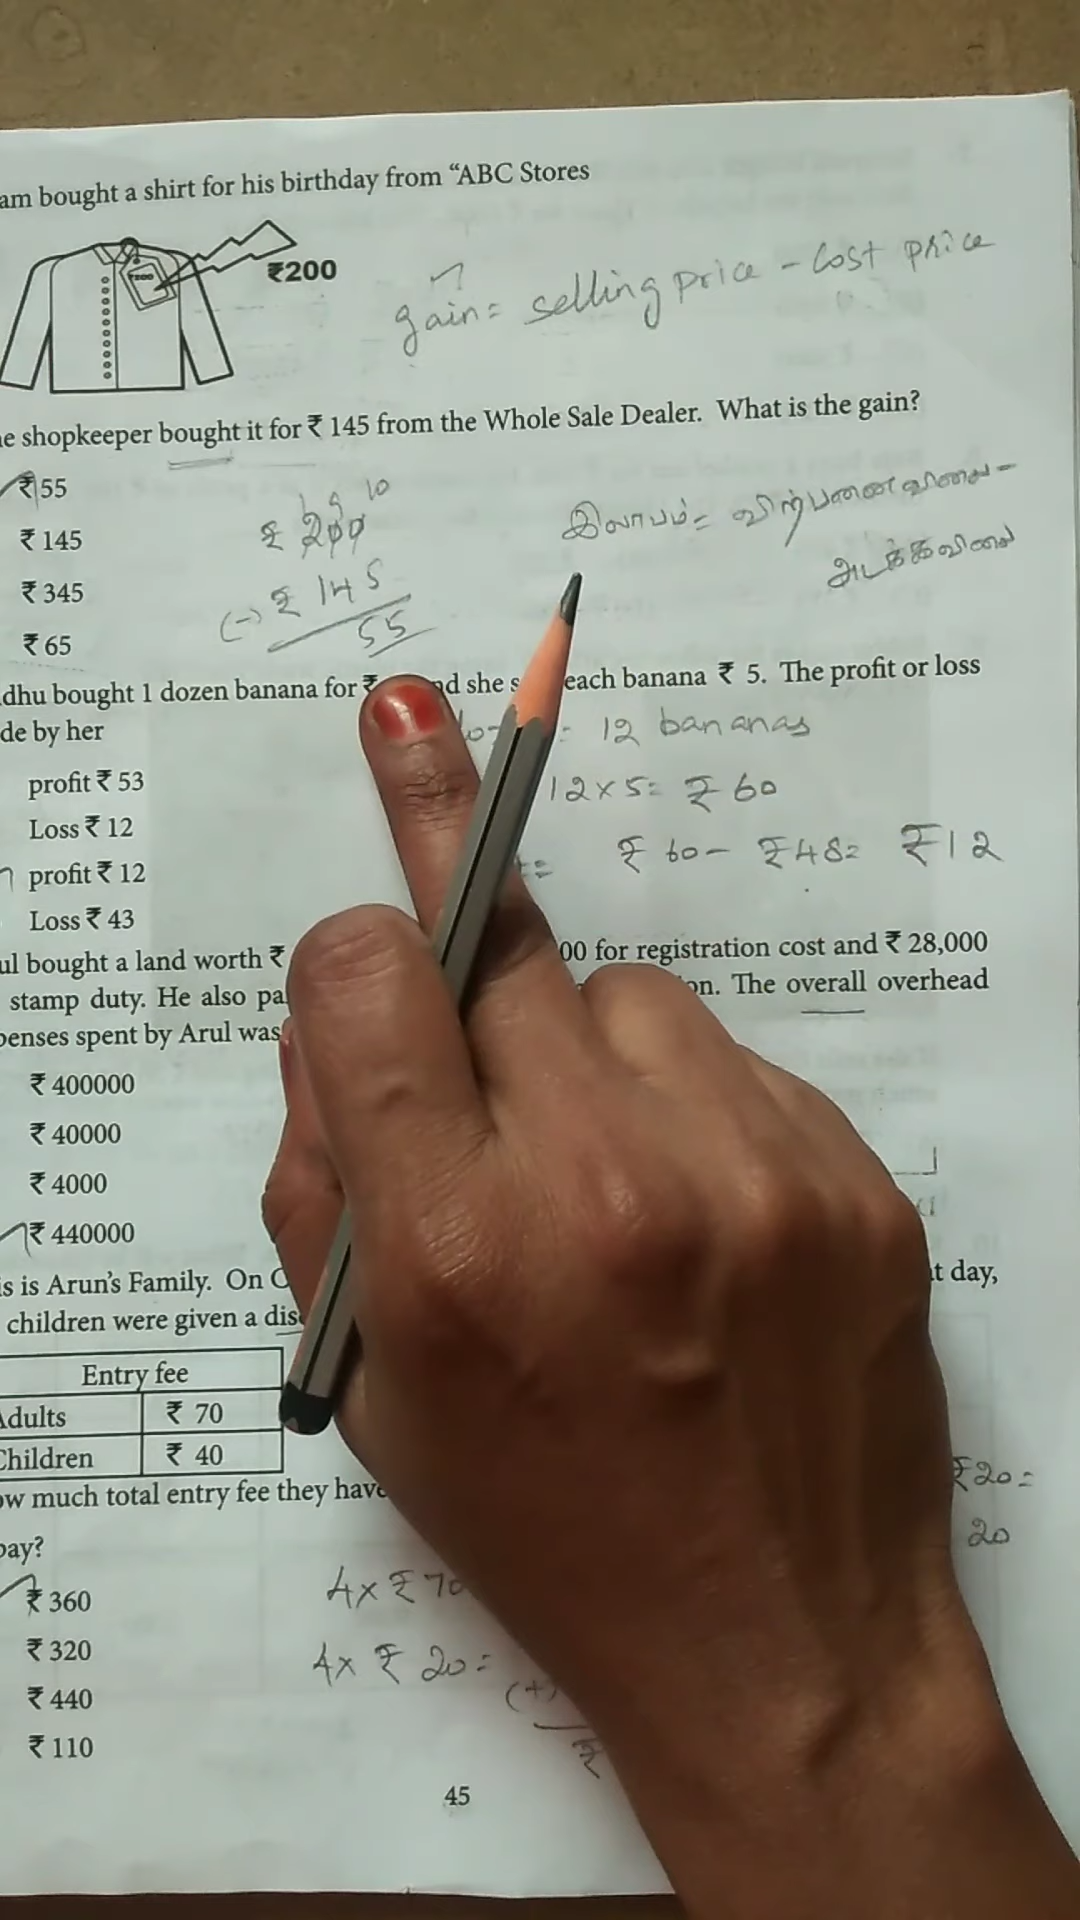 am bought a shirt for his birthday from “ABC Stores
₹200
gain = selling price - Cost price
shopkeeper bought it for ₹ 145 from the Whole Sale Dealer. What is the gain?
₹ 55
₹ 145
₹ 345
₹ 65
1 9 10
₹ 200
(-) ₹ 145
55
இலாபம் = விற்பனை விலை -
அடக்கவிலை
dhu bought 1 dozen banana for ₹ she each banana ₹ 5. The profit or loss
de by her
= 12 bananas
profit ₹ 53
12 x 5 = ₹ 60
Loss ₹ 12
₹ 60 - ₹ 48 = ₹ 12
profit ₹ 12
Loss ₹ 43
ul bought a land worth ₹ 00 for registration cost and ₹ 28,000
stamp duty. He also pa on. The overall overhead
penses spent by Arul was
₹ 400000
₹ 40000
₹ 4000
₹ 440000
is is Arun’s Family. On t day,
children were given a dis
Entry fee
Adults ₹ 70
Children ₹ 40
ow much total entry fee they have
₹20=
pay?
20
₹ 360
4 x ₹ 70
₹ 320
4 x ₹ 20 =
₹ 440
(+)
₹
₹ 110
45